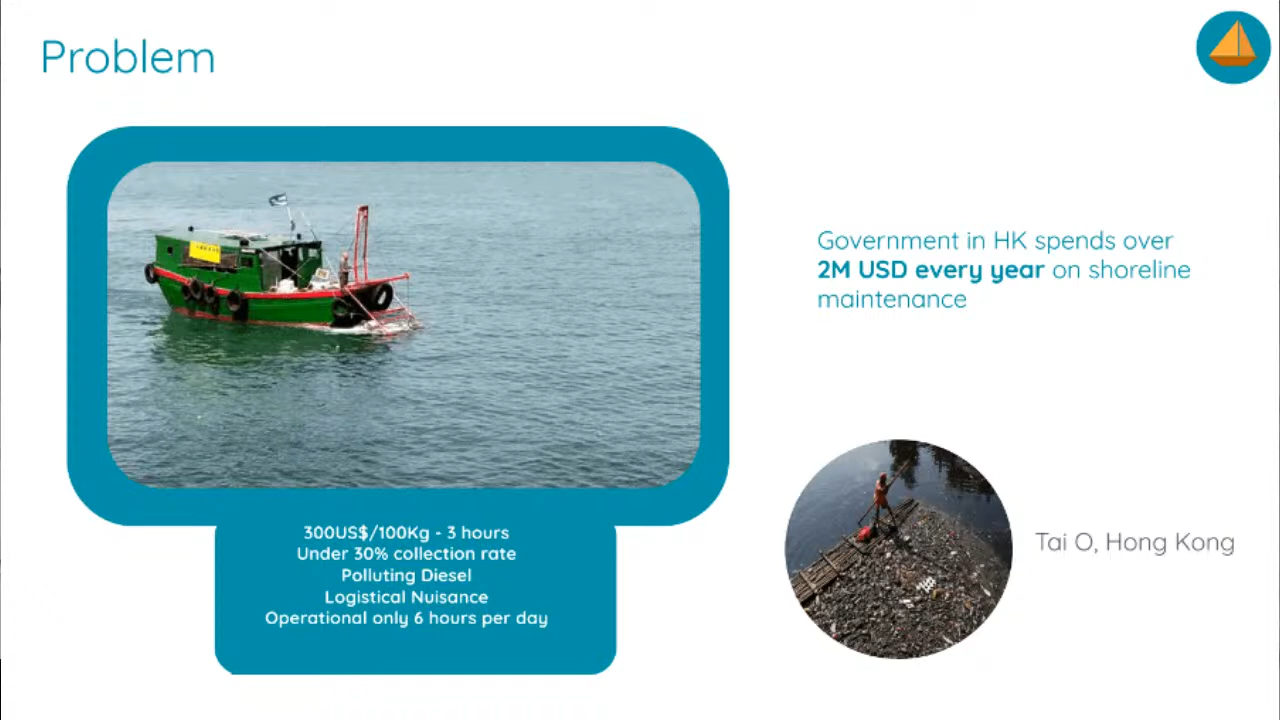 Problem
Government in HK spends over
2M USD every year on shoreline
maintenance
300US$/100Kg - 3 hours
Under 30% collection rate
Polluting Diesel
Logistical Nuisance
Operational only 6 hours per day
Tai O, Hong Kong